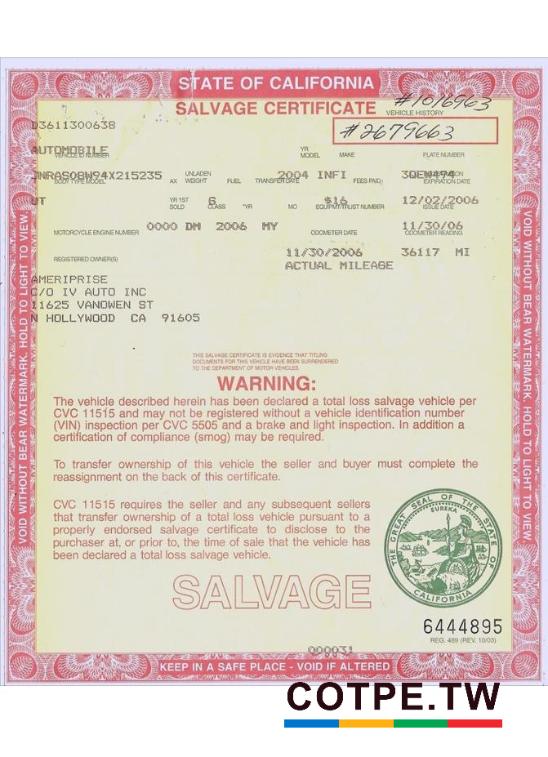 STATE OF CALIFORNIA
SALVAGE CERTIFICATE
#1016963
VEHICLE HISTORY
#2679663
D3611300638
AUTOMOBILE
VEHICLE ID NUMBER
YR MODEL MAKE PLATE NUMBER
JNRAS08W94X215235 2004 INFI 3QEW194
BODY TYPE MODEL AX UNLADEN WEIGHT FUEL TRANSFER DATE FEES PAID EXPIRATION DATE
UT 6 $16 12/02/2006
YR 1ST SOLD CLASS *YR MO EQUIPMT/TRUST NUMBER ISSUE DATE
0000 DM 2006 MY 11/30/06
MOTORCYCLE ENGINE NUMBER ODOMETER DATE ODOMETER READING
11/30/2006 36117 MI
REGISTERED OWNER(S)
ACTUAL MILEAGE
AMERIPRISE
C/O IV AUTO INC
11625 VANOWEN ST
N HOLLYWOOD CA 91605
THIS SALVAGE CERTIFICATE IS EVIDENCE THAT TITLING
DOCUMENTS FOR THIS VEHICLE HAVE BEEN SURRENDERED
TO THE DEPARTMENT OF MOTOR VEHICLES.
WARNING:
The vehicle described herein has been declared a total loss salvage vehicle per
CVC 11515 and may not be registered without a vehicle identification number
(VIN) inspection per CVC 5505 and a brake and light inspection. In addition a
certification of compliance (smog) may be required.
To transfer ownership of this vehicle the seller and buyer must complete the
reassignment on the back of this certificate.
CVC 11515 requires the seller and any subsequent sellers
that transfer ownership of a total loss vehicle pursuant to a
properly endorsed salvage certificate to disclose to the
purchaser at, or prior to, the time of sale that the vehicle has
been declared a total loss salvage vehicle.
THE GREAT SEAL OF THE STATE OF CALIFORNIA
EUREKA
SALVAGE
6444895
REG. 489 (REV. 10/03)
000031
KEEP IN A SAFE PLACE - VOID IF ALTERED
VOID WITHOUT BEAR WATERMARK. HOLD TO LIGHT TO VIEW.
VOID WITHOUT BEAR WATERMARK. HOLD TO LIGHT TO VIEW
COTPE.TW